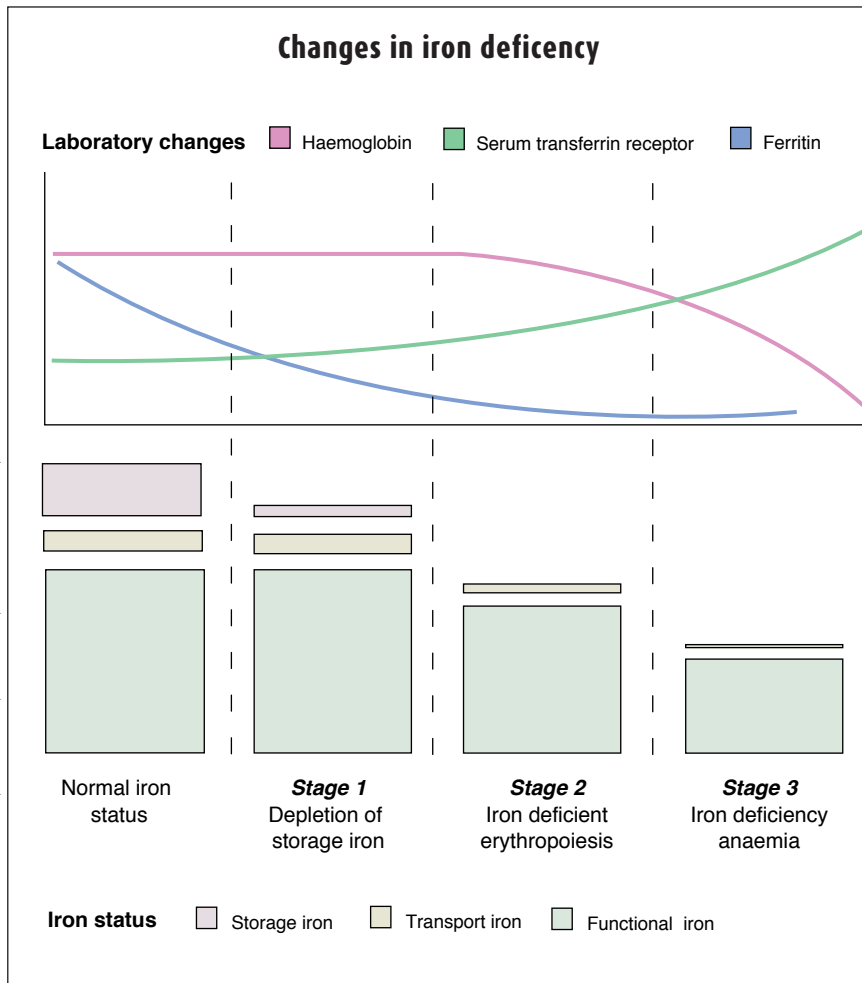 Changes in iron deficency
Laboratory changes Haemoglobin Serum transferrin receptor Ferritin
Normal iron
status
Stage 1
Depletion of
storage iron
Stage 2
Iron deficient
erythropoiesis
Stage 3
Iron deficiency
anaemia
Iron status Storage iron Transport iron Functional iron